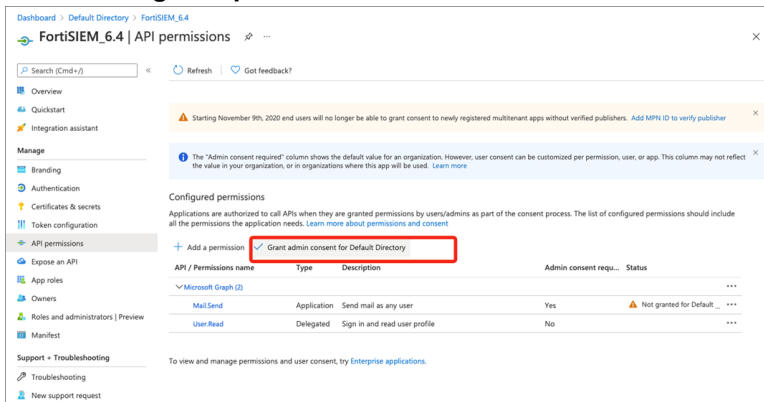 Dashboard > Default Directory > FortiSIEM_6.4
FortiSIEM_6.4 | API permissions
Search (Cmd+/)
Refresh
Got feedback?
Overview
Quickstart
Integration assistant
Starting November 9th, 2020 end users will no longer be able to grant consent to newly registered multitenant apps without verified publishers. Add MPN ID to verify publisher
Manage
The "Admin consent required" column shows the default value for an organization. However, user consent can be customized per permission, user, or app. This column may not reflect
the value in your organization, or in organizations where this app will be used. Learn more
Branding
Authentication
Certificates & secrets
Token configuration
API permissions
Expose an API
App roles
Owners
Roles and administrators | Preview
Manifest
Support + Troubleshooting
Troubleshooting
New support request
Configured permissions
Applications are authorized to call APIs when they are granted permissions by users/admins as part of the consent process. The list of configured permissions should include
all the permissions the application needs. Learn more about permissions and consent
Add a permission
Grant admin consent for Default Directory
API / Permissions name Type Description Admin consent requ... Status
Microsoft Graph (2)
Mail.Send Application Send mail as any user Yes Not granted for Default ...
User.Read Delegated Sign in and read user profile No
To view and manage permissions and user consent, try Enterprise applications.